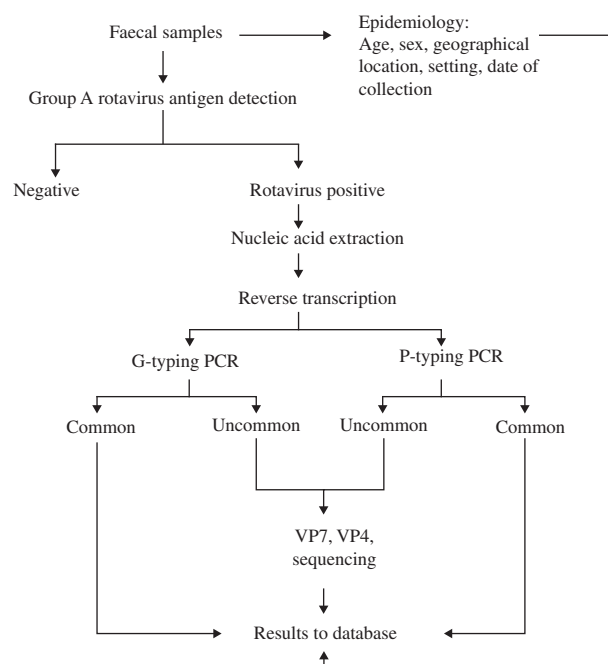 Faecal samples
Epidemiology:
Age, sex, geographical
location, setting, date of
collection
Group A rotavirus antigen detection
Negative
Rotavirus positive
Nucleic acid extraction
Reverse transcription
G-typing PCR
P-typing PCR
Common
Uncommon
Uncommon
Common
VP7, VP4,
sequencing
Results to database